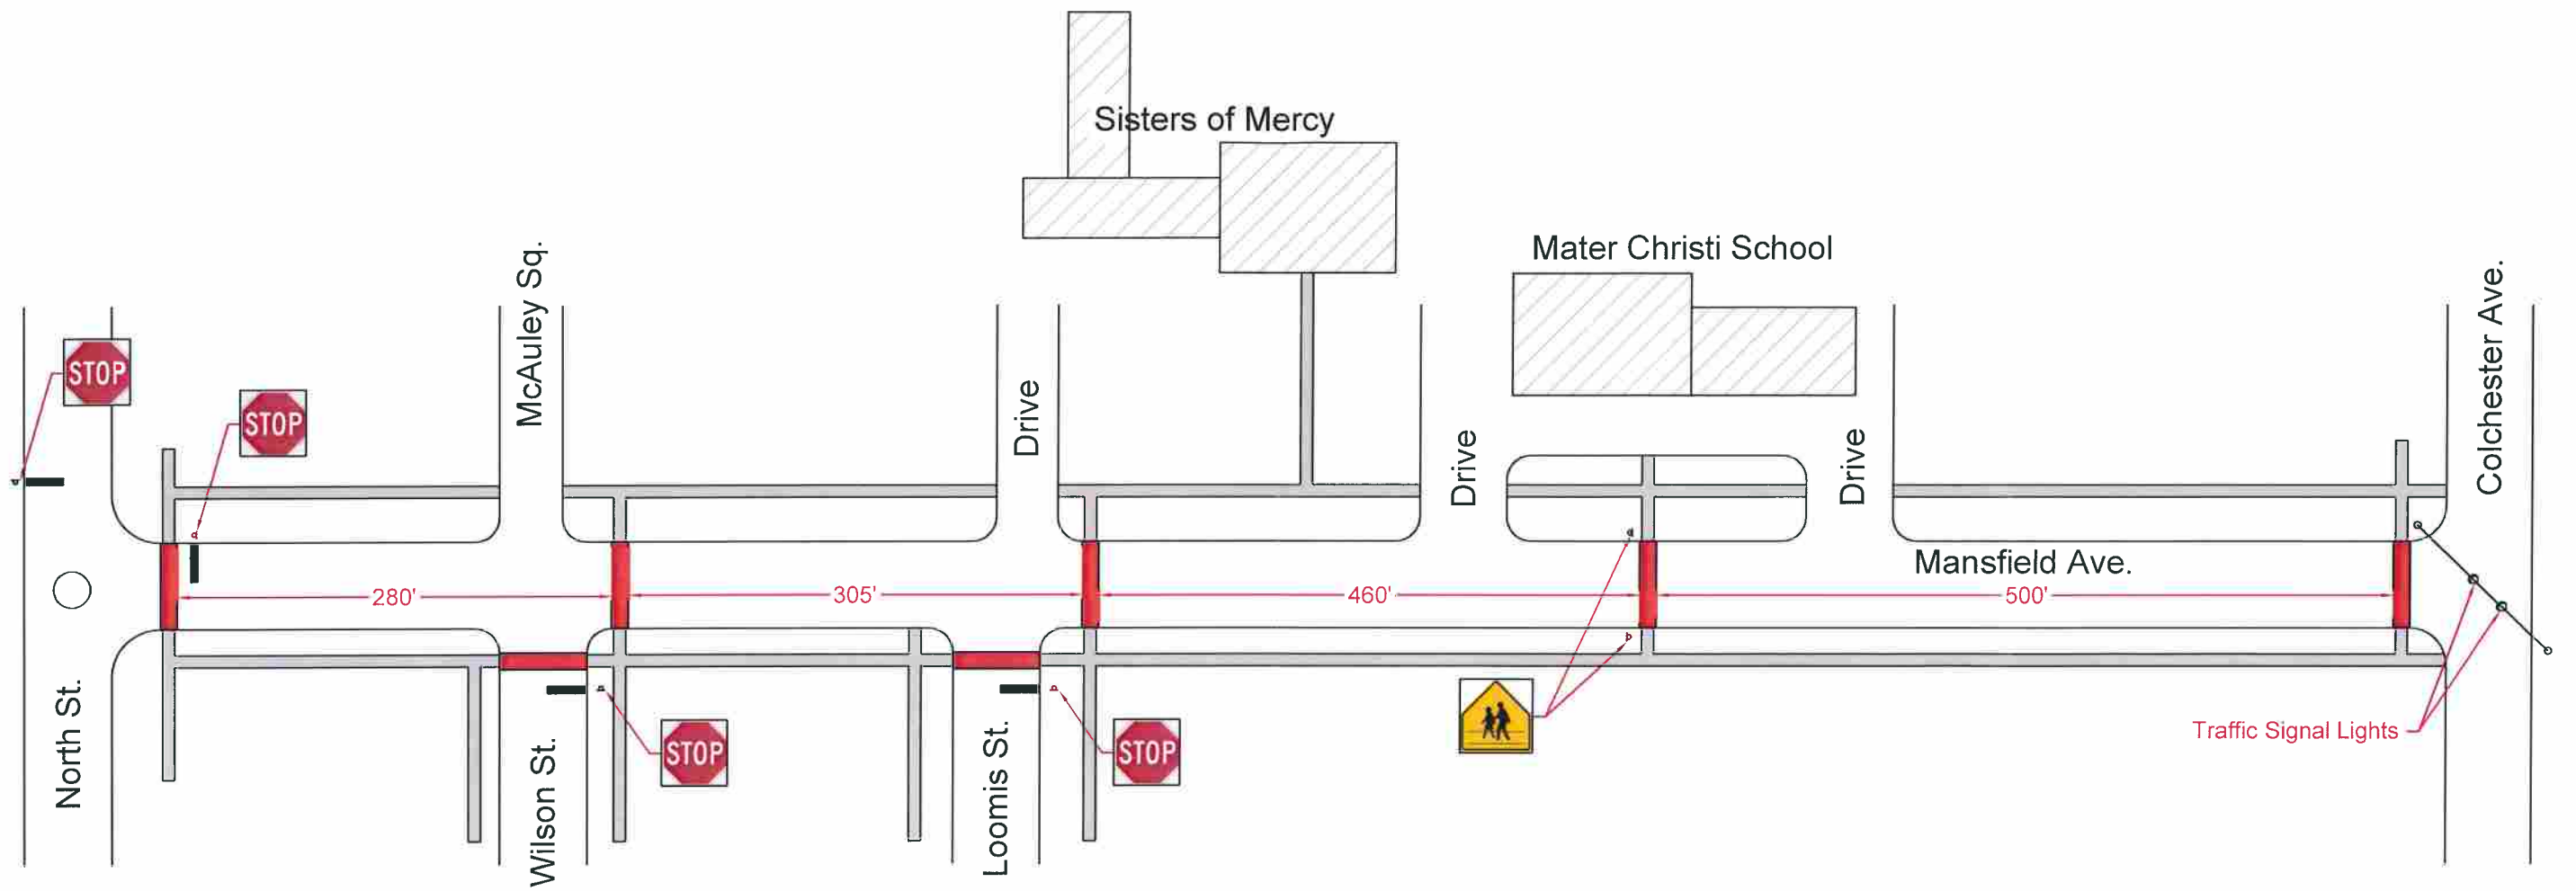 Sisters of Mercy
Mater Christi School
McAuley Sq.
Colchester Ave.
STOP
STOP
Drive
Drive
Drive
Mansfield Ave.
280'
305'
460'
500'
North St.
Wilson St.
STOP
Loomis St.
STOP
Traffic Signal Lights